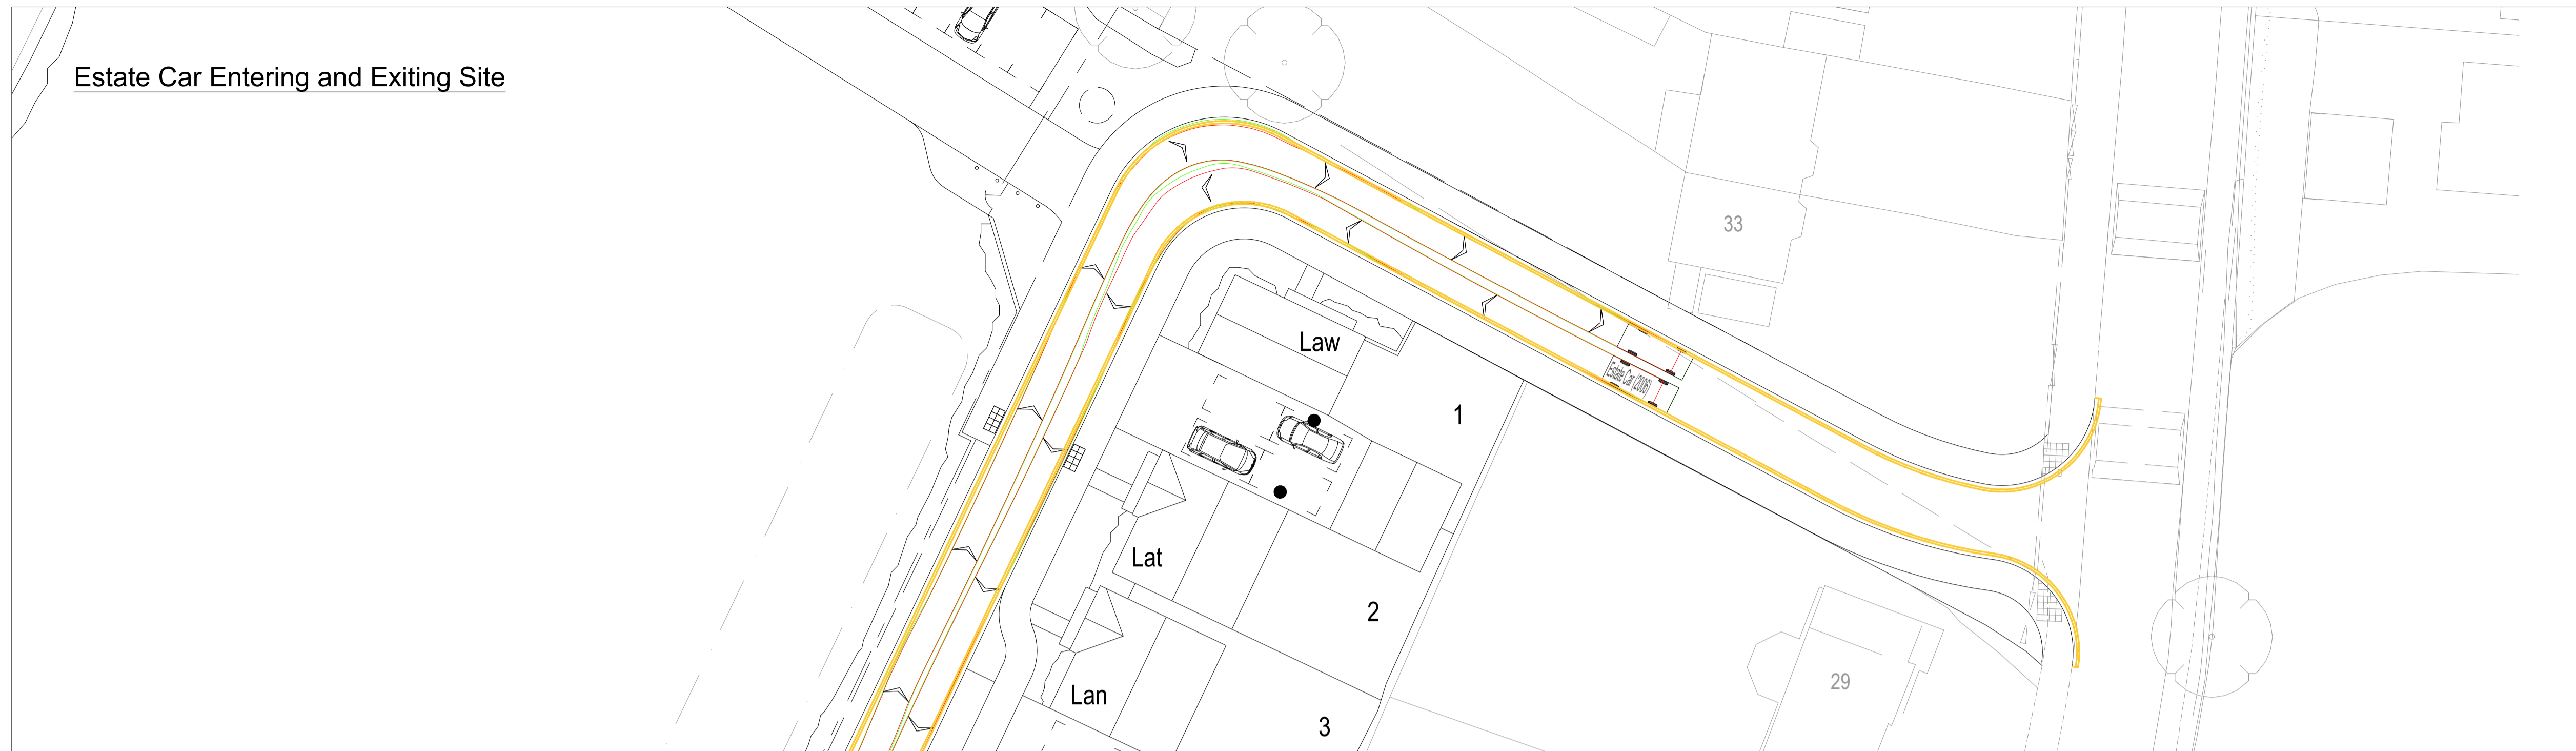 Estate Car Entering and Exiting Site
33
Law
Estate Car (2006)
1
Lat
2
29
Lan
3